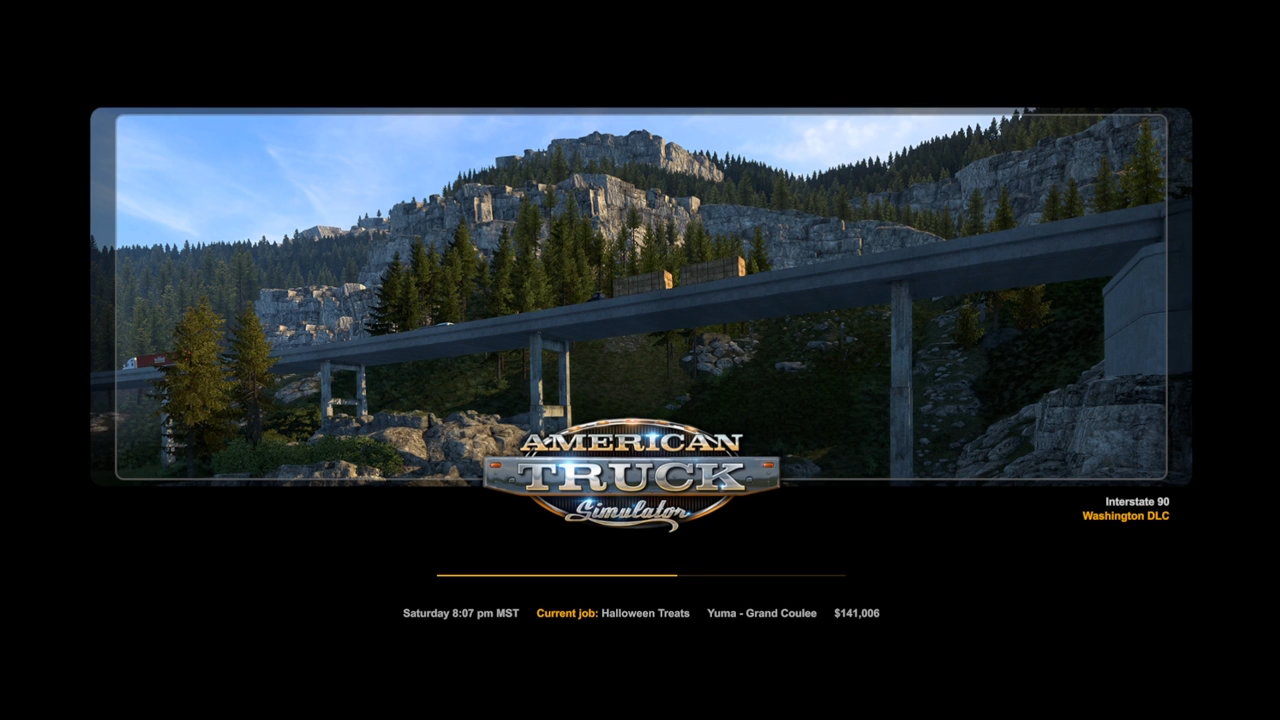 AMERICAN
TRUCK
Simulator
Interstate 90
Washington DLC
Saturday 8:07 pm MST Current job: Halloween Treats Yuma - Grand Coulee $141,006